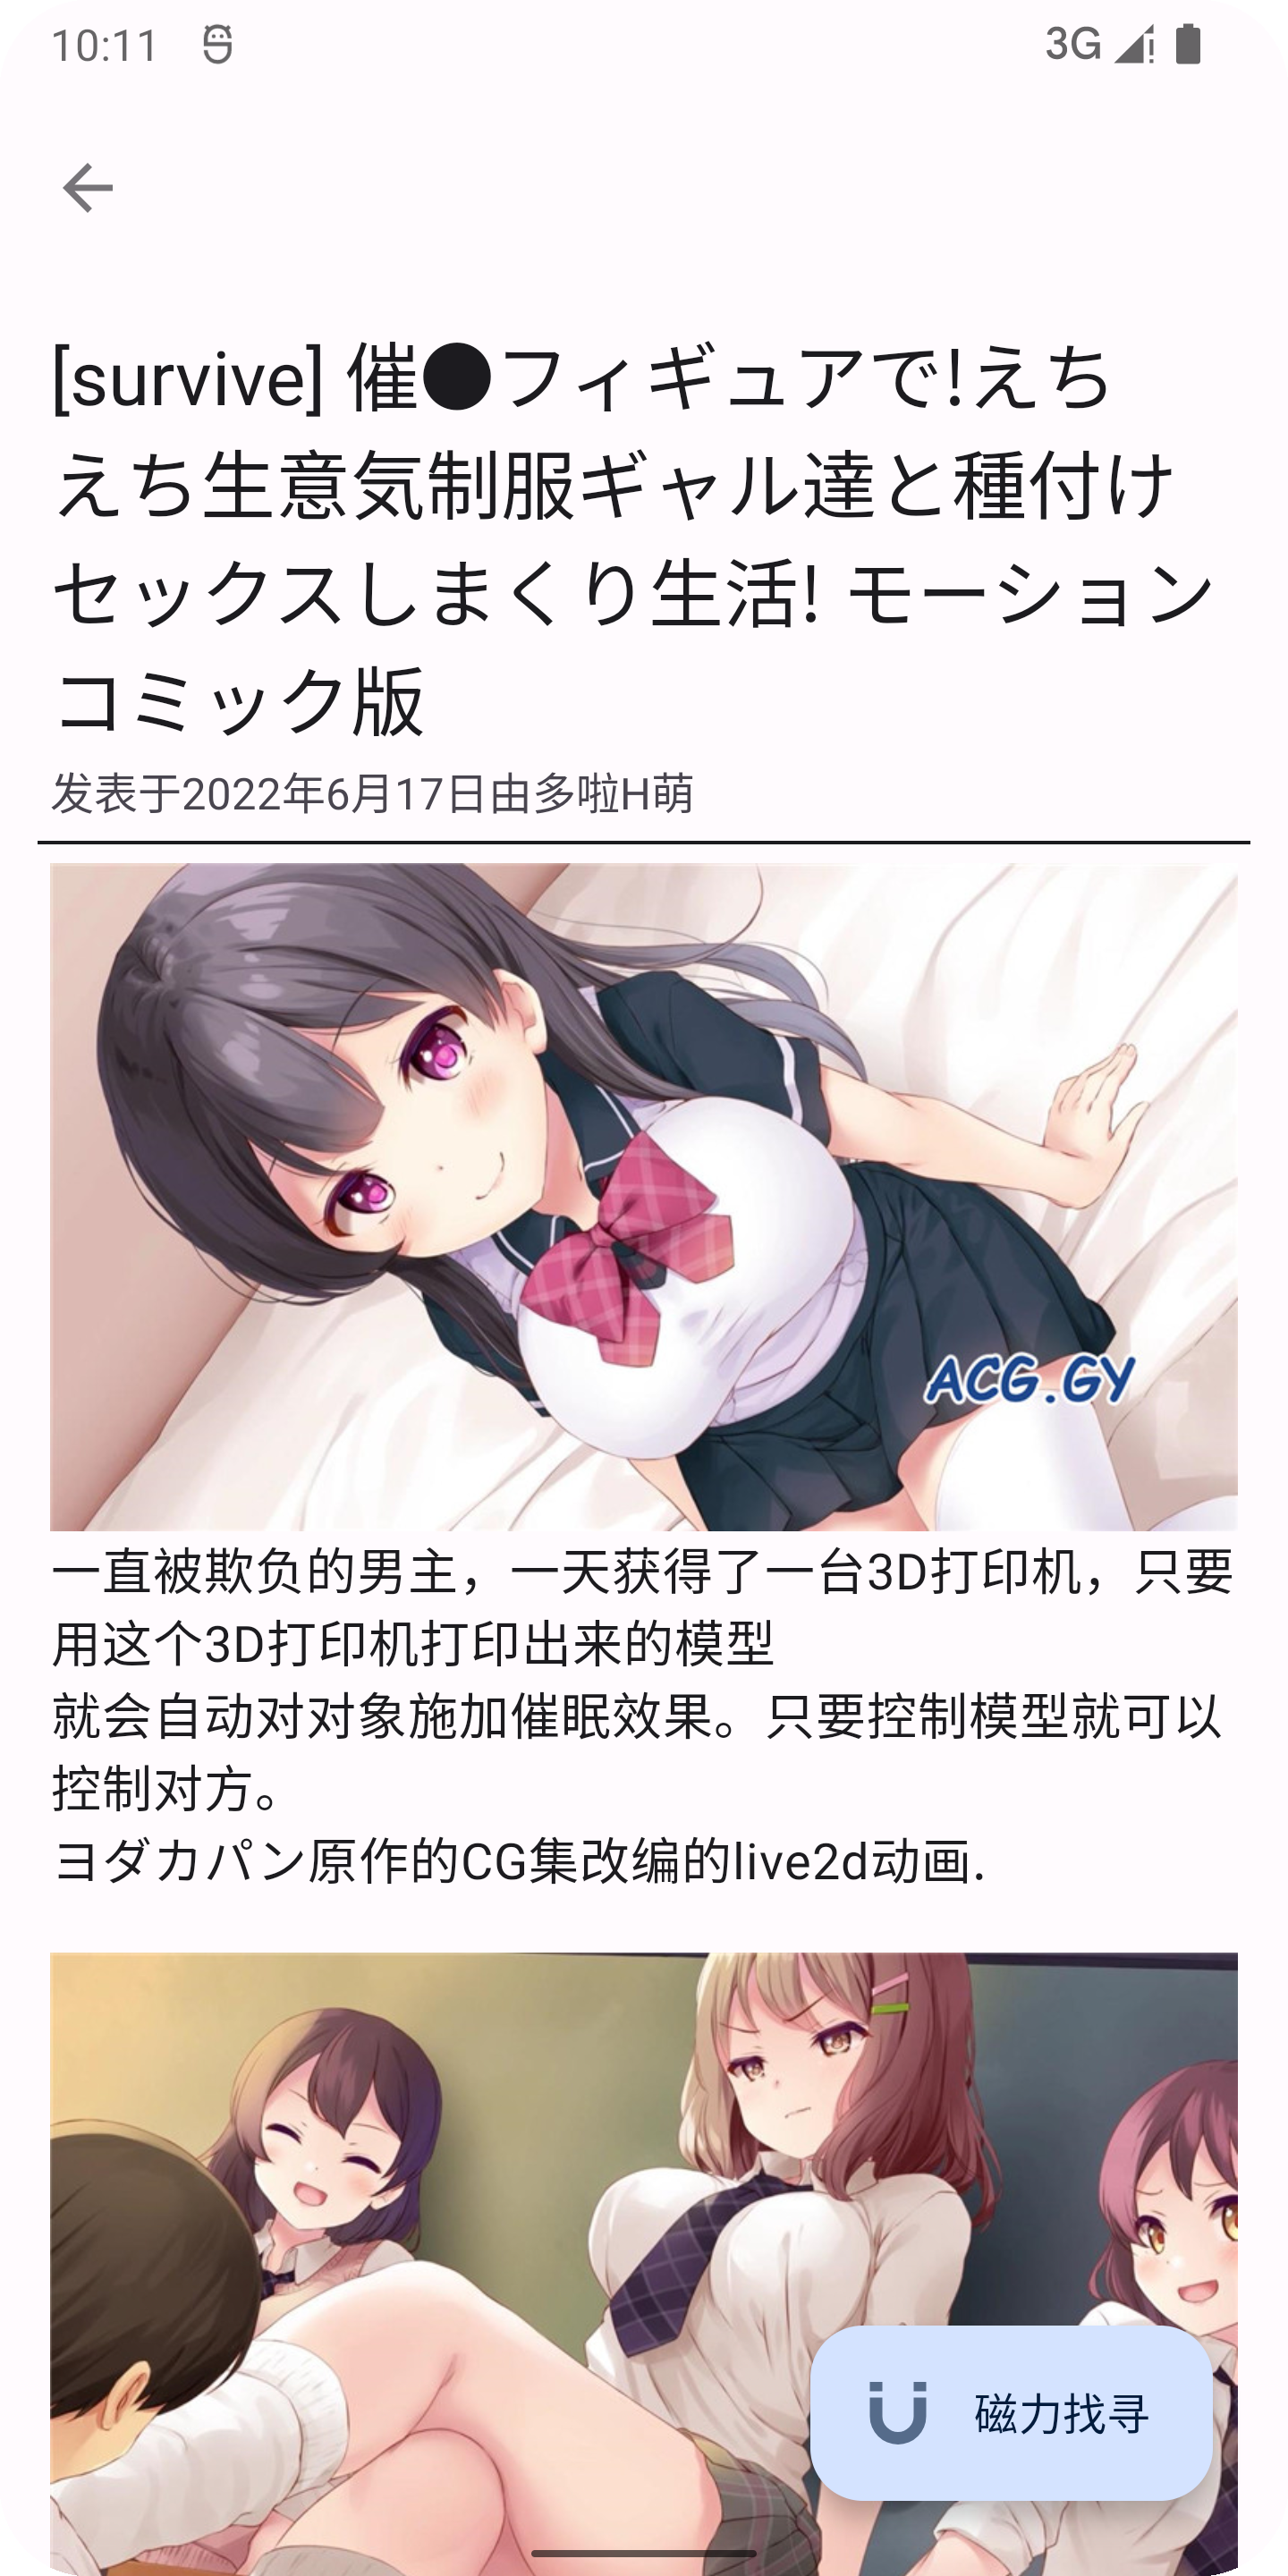 10:11
3G
[survive] 催●フィギュアで!えち
えち生意気制服ギャル達と種付け
セックスしまくり生活! モーション
コミック版
发表于2022年6月17日由多啦H萌
ACG.GY
一直被欺负的男主，一天获得了一台3D打印机，只要
用这个3D打印机打印出来的模型
就会自动对对象施加催眠效果。只要控制模型就可以
控制对方。
ヨダカパン原作的CG集改编的live2d动画.
磁力找寻